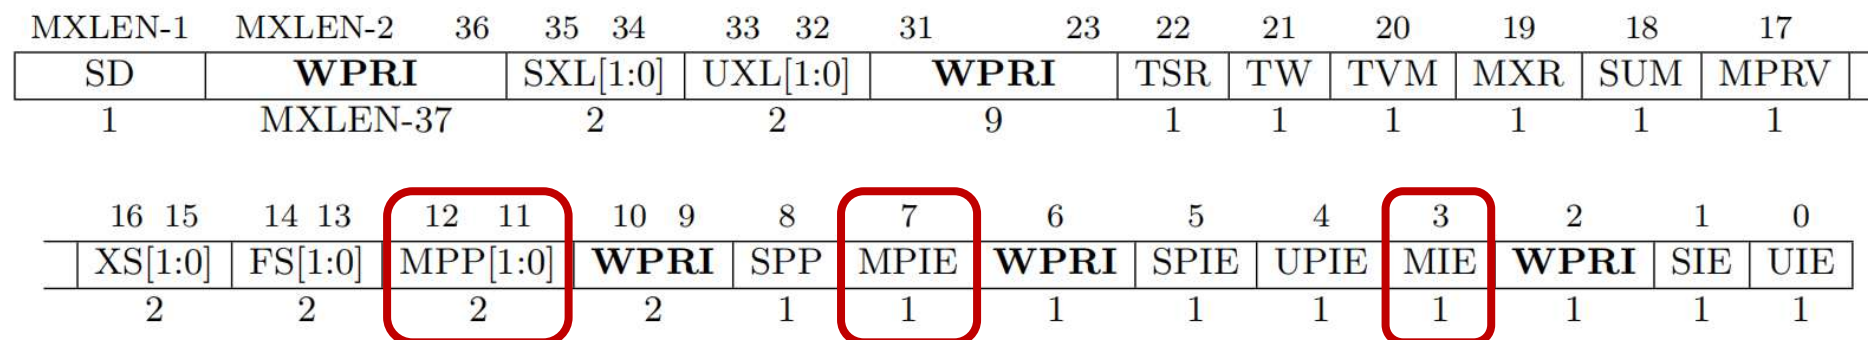 MXLEN-1 MXLEN-2 36 35 34 33 32 31 23 22 21 20 19 18 17
SD WPRI SXL[1:0] UXL[1:0] WPRI TSR TW TVM MXR SUM MPRV
1 MXLEN-37 2 2 9 1 1 1 1 1 1
16 15 14 13 12 11 10 9 8 7 6 5 4 3 2 1 0
XS[1:0] FS[1:0] MPP[1:0] WPRI SPP MPIE WPRI SPIE UPIE MIE WPRI SIE UIE
2 2 2 2 1 1 1 1 1 1 1 1 1